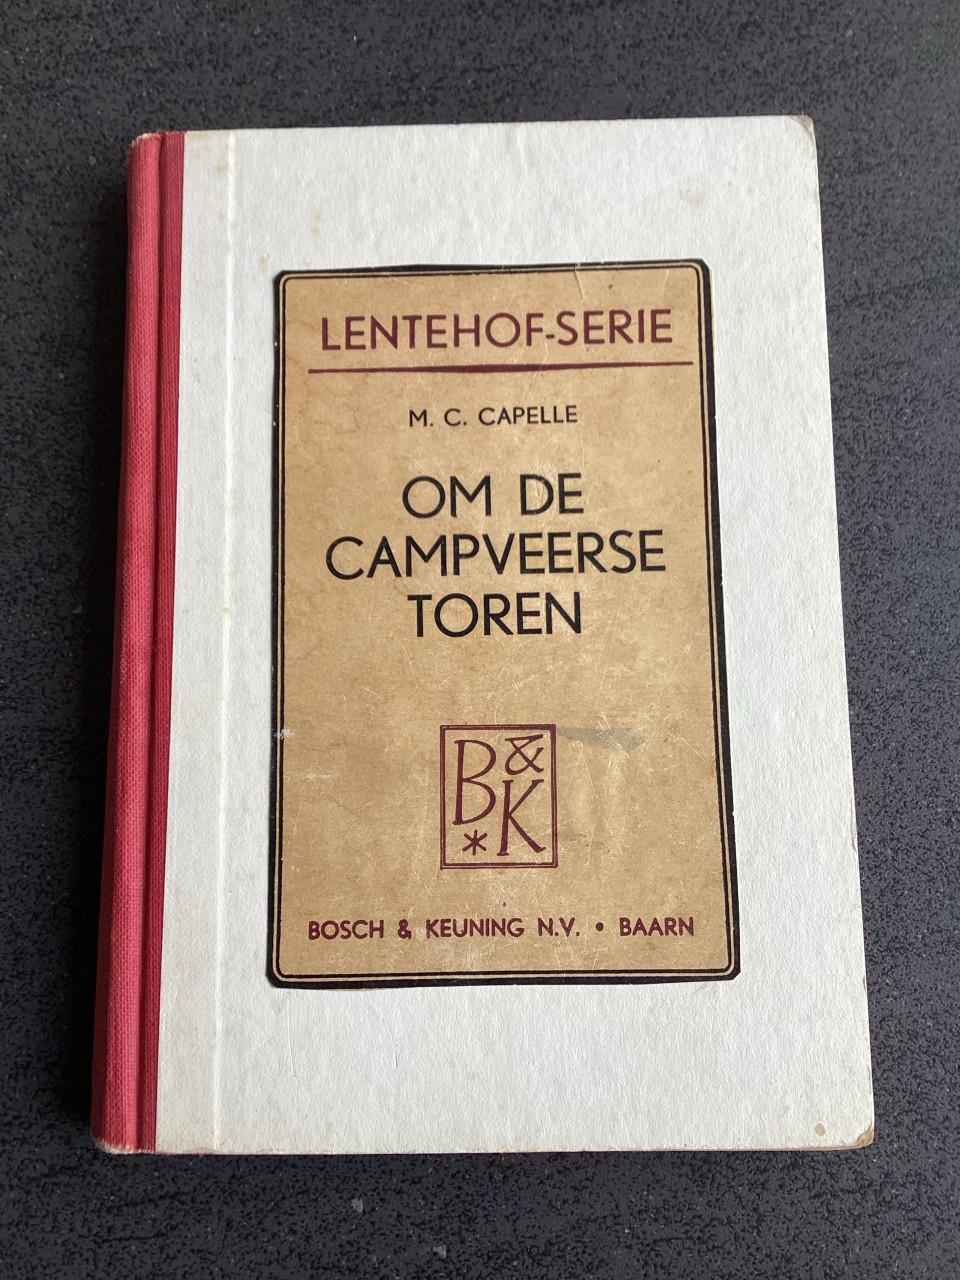 LENTEHOF-SERIE
M. C. CAPELLE
OM DE
CAMPVEERSE
TOREN
B&
*K
BOSCH & KEUNING N.V. • BAARN